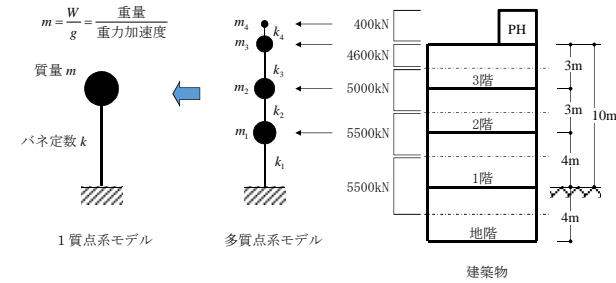 m = W/g = 重量/重力加速度
質量 m
バネ定数 k
1 質点系モデル
m4
k4
m3
k3
m2
k2
m1
k1
多質点系モデル
400kN
4600kN
5000kN
5500kN
5500kN
PH
3階
2階
1階
地階
3m
3m
10m
4m
4m
建築物